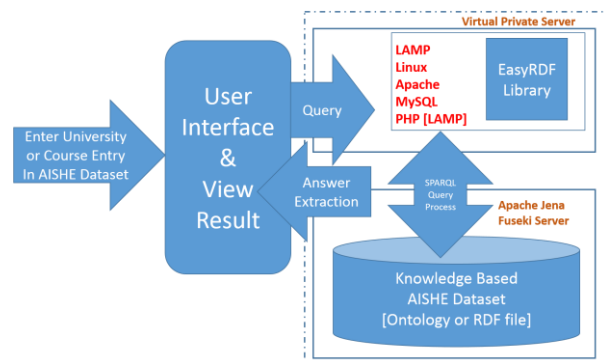 Virtual Private Server
LAMP
Linux
Apache
MySQL
PHP [LAMP]
EasyRDF
Library
User
Interface
&
View
Result
Query
Enter University
or Course Entry
In AISHE Dataset
Answer
Extraction
SPARQL
Query
Process
Apache Jena
Fuseki Server
Knowledge Based
AISHE Dataset
[Ontology or RDF file]